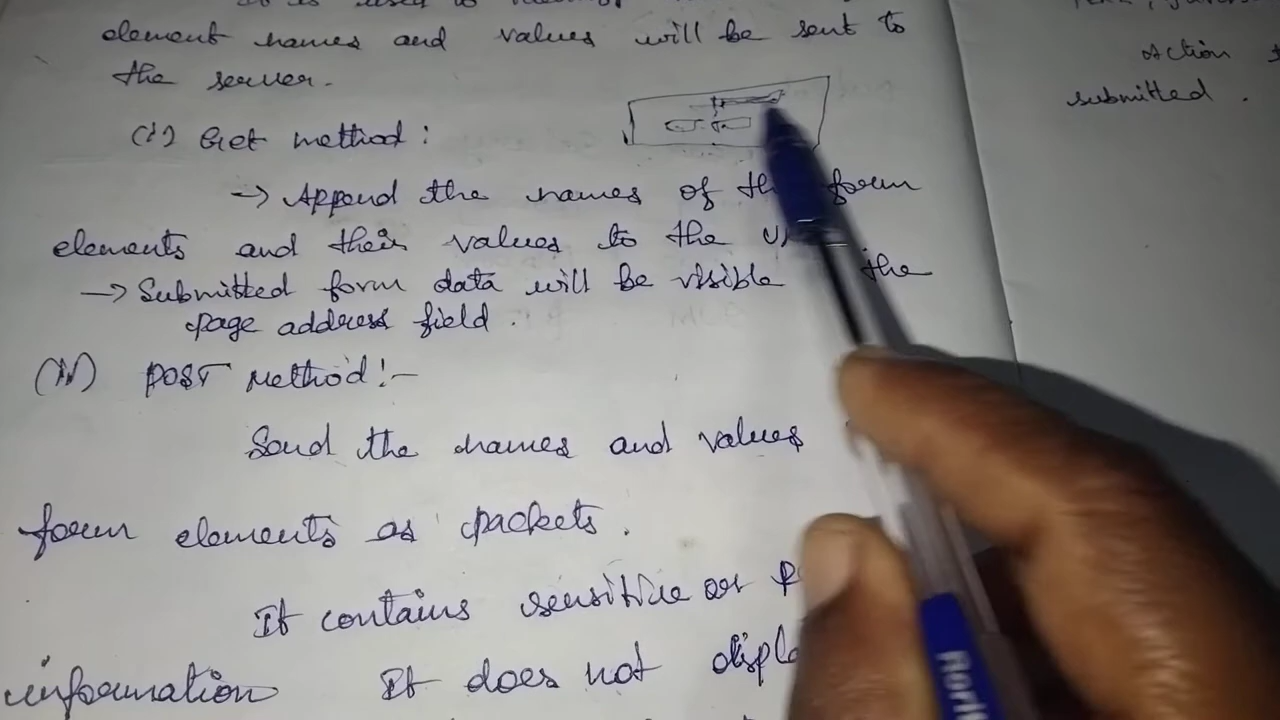 element names and values will be sent to
the server.
(i) Get method:
→ Append the names of the form
elements and their values to the
→ Submitted form data will be visible the
page address field.
POST Method:-
Send the names and values
form elements as packets.
It contains sensitive or
information It does not
Action
submitted.